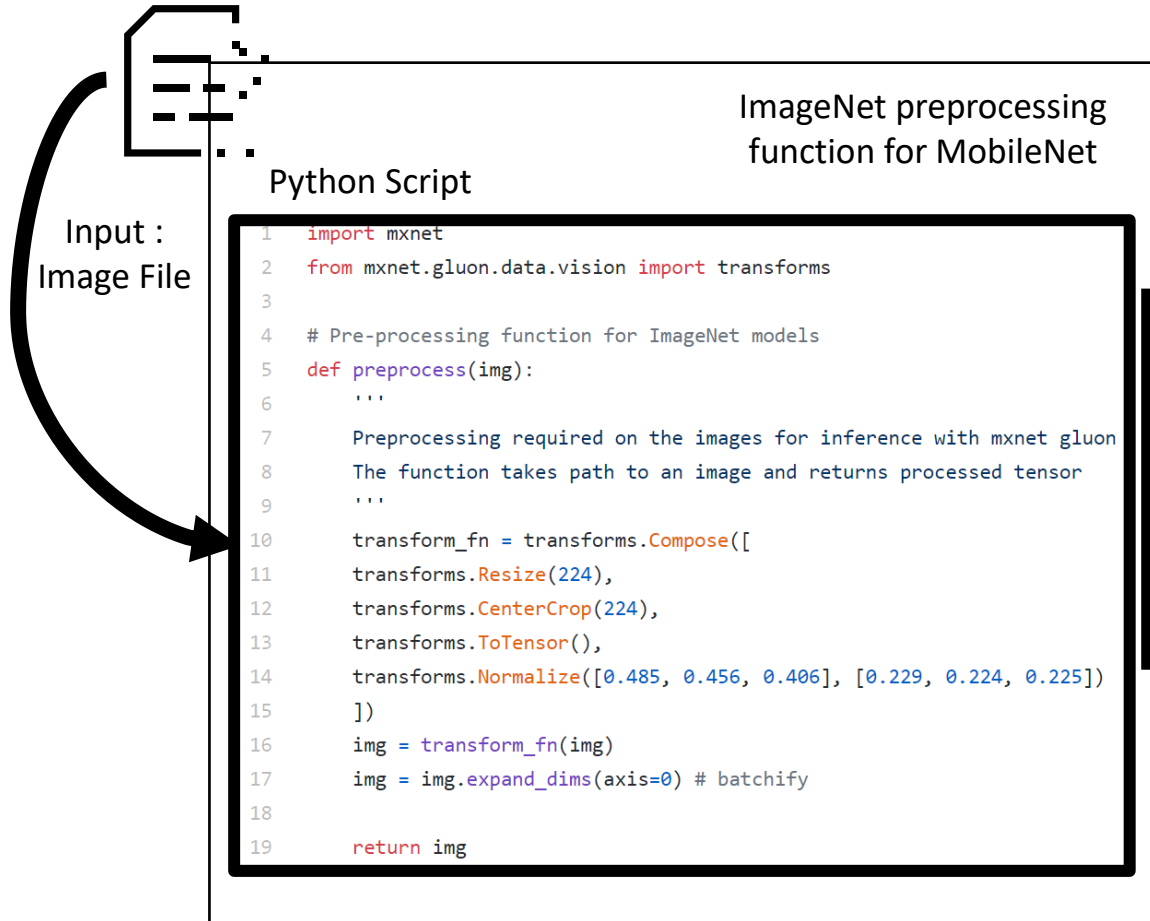 ImageNet preprocessing
function for MobileNet
Python Script
Input :
Image File
1 import mxnet
2 from mxnet.gluon.data.vision import transforms
3
4 # Pre-processing function for ImageNet models
5 def preprocess(img):
6     '''
7     Preprocessing required on the images for inference with mxnet gluon
8     The function takes path to an image and returns processed tensor
9     '''
10     transform_fn = transforms.Compose([
11     transforms.Resize(224),
12     transforms.CenterCrop(224),
13     transforms.ToTensor(),
14     transforms.Normalize([0.485, 0.456, 0.406], [0.229, 0.224, 0.225])
15     ])
16     img = transform_fn(img)
17     img = img.expand_dims(axis=0) # batchify
18
19     return img